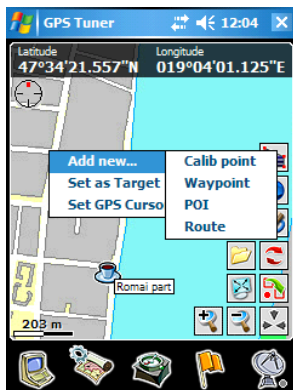 GPS Tuner 12:04
Latitude Longitude
47°34'21.557"N 019°04'01.125"E
Add new... Calib point
Set as Target Waypoint
Set GPS Curso POI
Route
Romai part
203 m